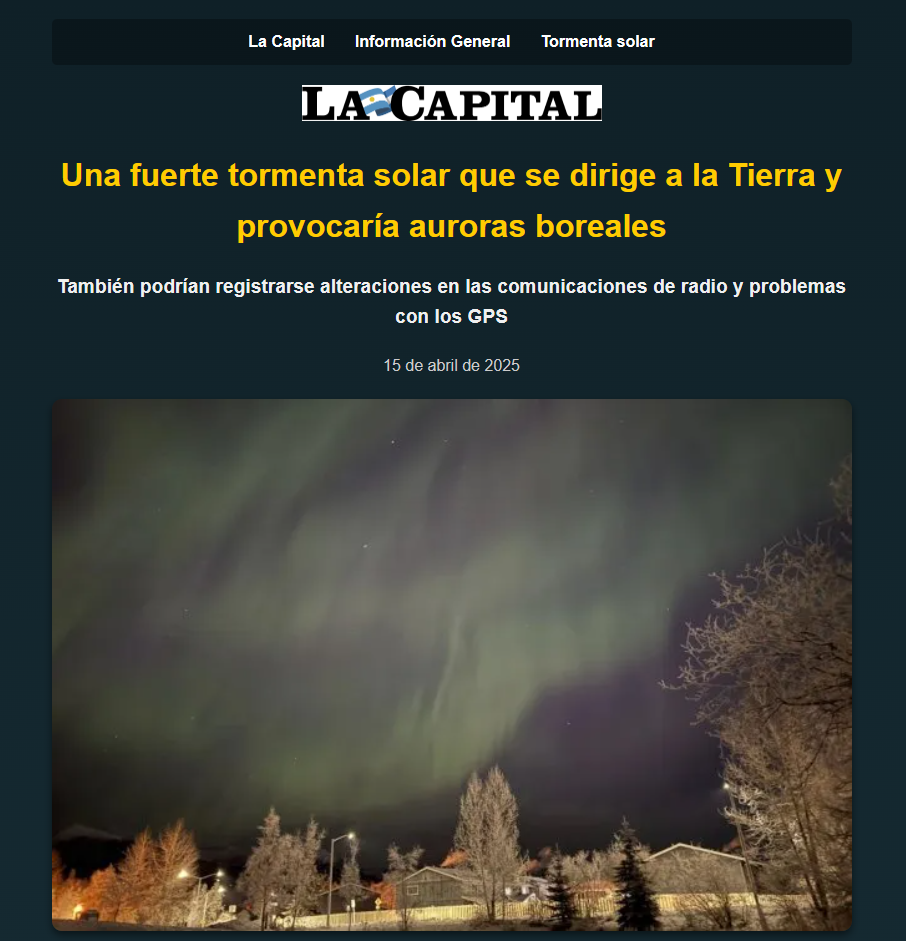 La Capital Información General Tormenta solar
LA CAPITAL
Una fuerte tormenta solar que se dirige a la Tierra y
provocaría auroras boreales
También podrían registrarse alteraciones en las comunicaciones de radio y problemas
con los GPS
15 de abril de 2025